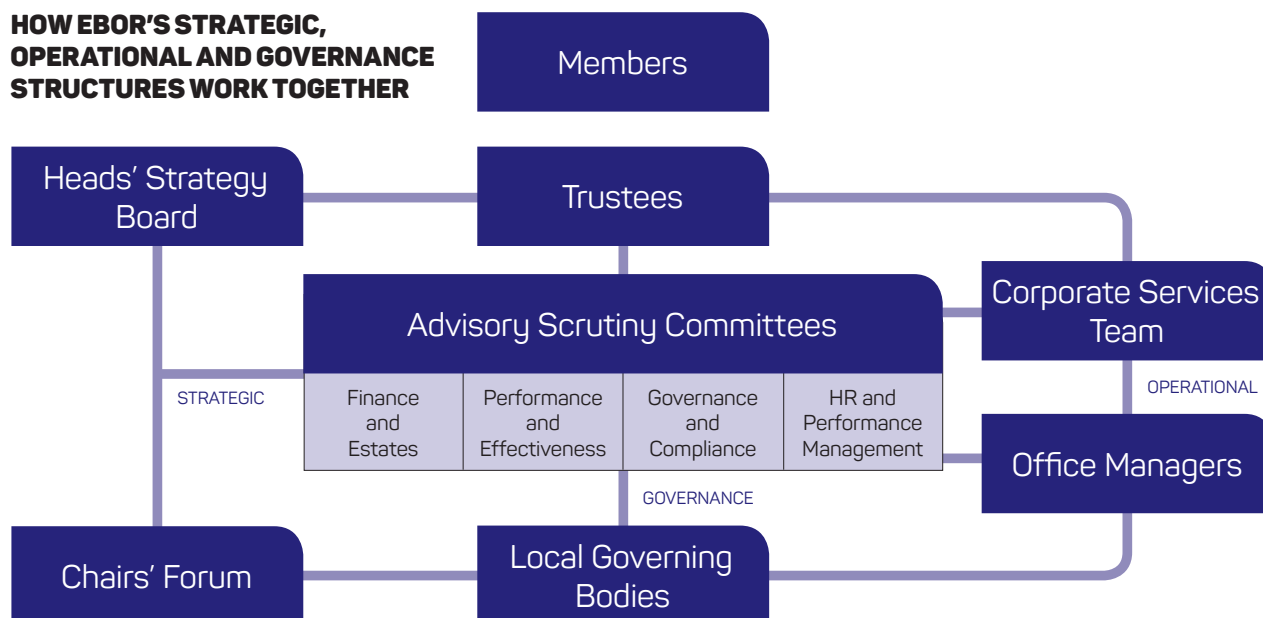 HOW EBOR'S STRATEGIC,
OPERATIONAL AND GOVERNANCE
STRUCTURES WORK TOGETHER
Members
Heads' Strategy
Board
Trustees
Corporate Services
Team
Advisory Scrutiny Committees
STRATEGIC
Finance
and
Estates
Performance
and
Effectiveness
Governance
and
Compliance
HR and
Performance
Management
OPERATIONAL
Office Managers
GOVERNANCE
Chairs' Forum
Local Governing
Bodies